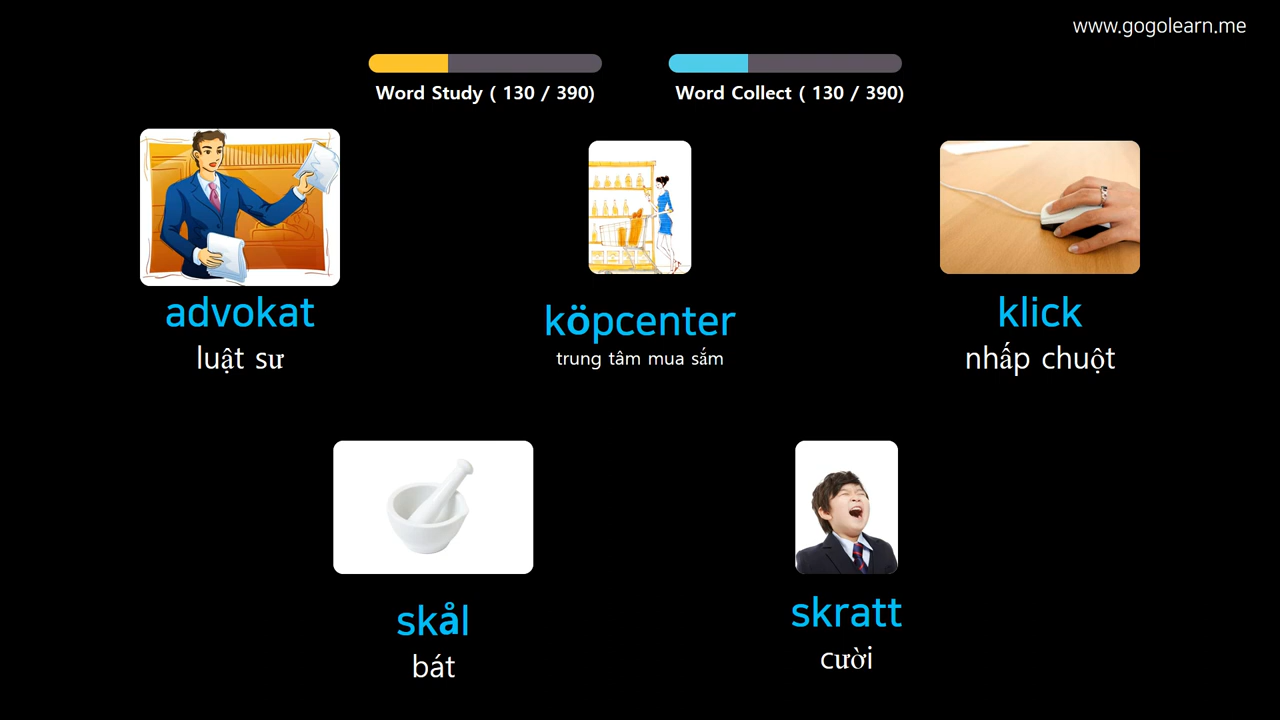 www.gogolearn.me
Word Study ( 130 / 390)
Word Collect ( 130 / 390)
advokat
luật sư
köpcenter
trung tâm mua sắm
klick
nhấp chuột
skål
bát
skratt
cười